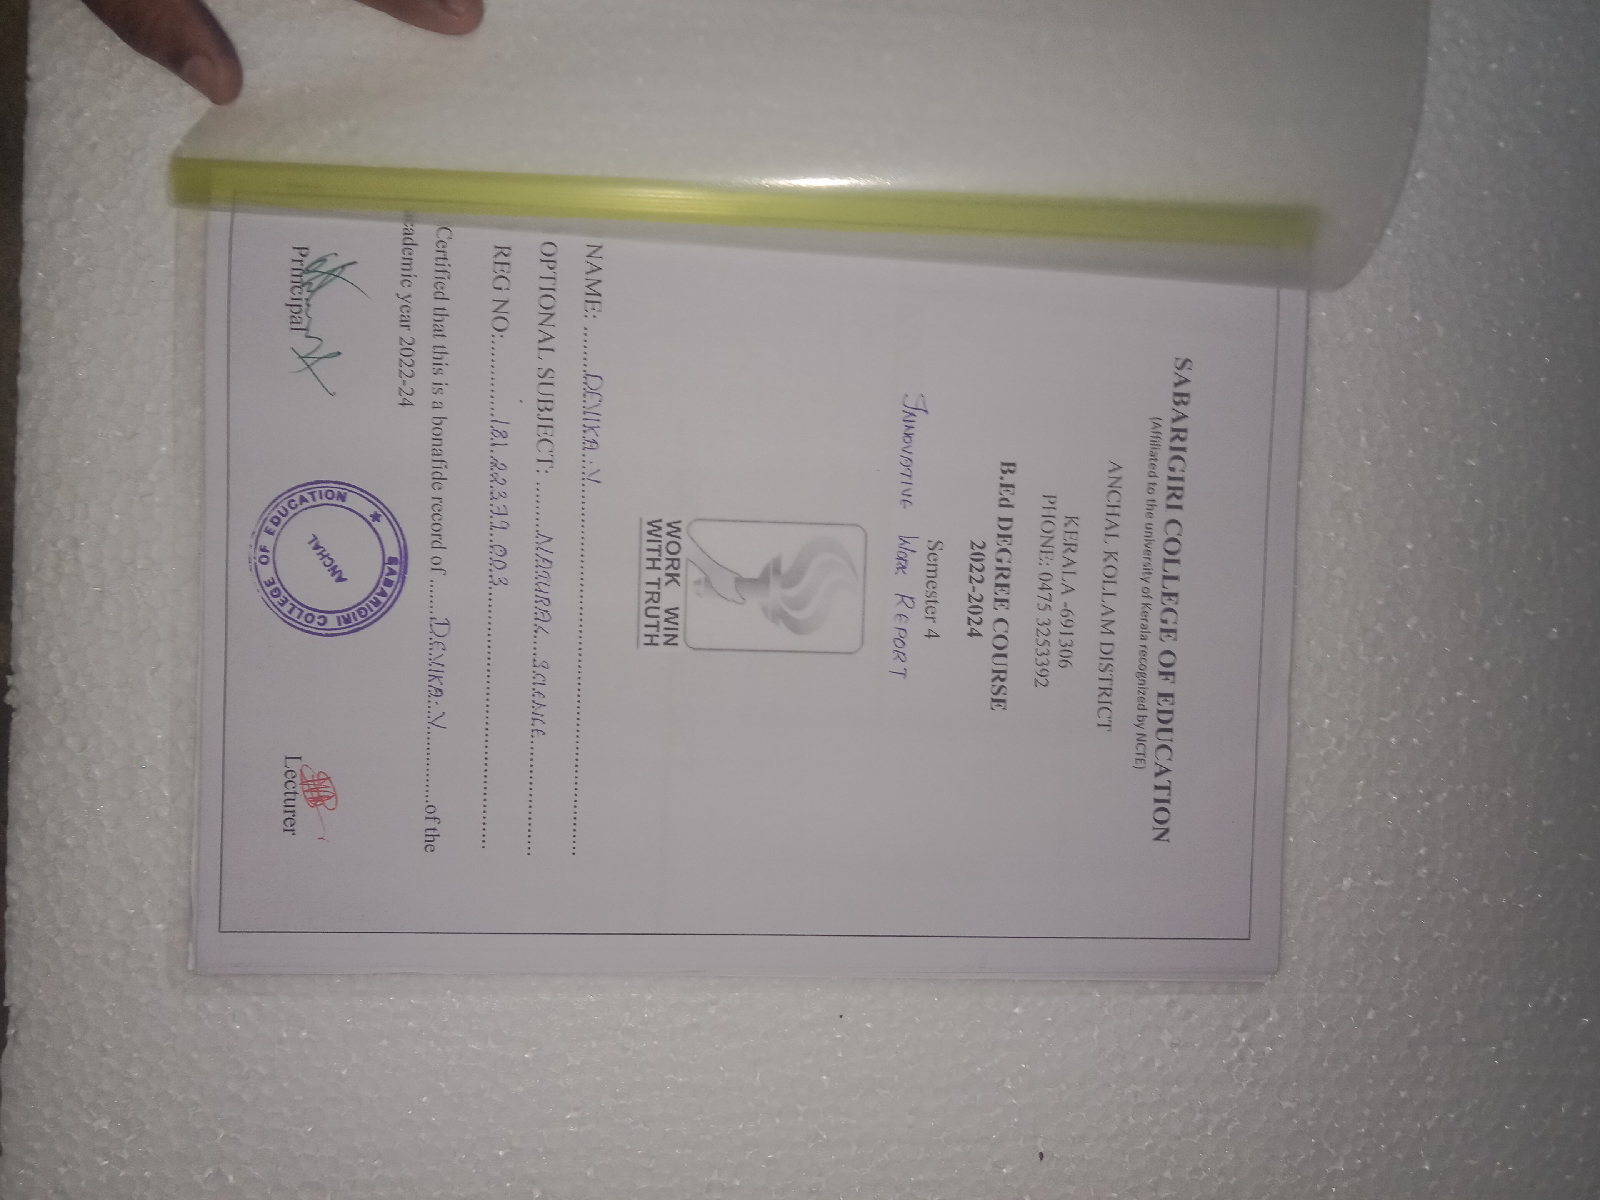 SABARIGIRI COLLEGE OF EDUCATION
(Affiliated to the university of Kerala recognized by NCTE)
ANCHAL KOLLAM DISTRICT
KERALA -691306
PHONE: 0475 3253392
B.Ed DEGREE COURSE
2022-2024
Semester 4
INNOVATIVE WORK REPORT
WORK WIN
WITH TRUTH
NAME: ........DEVIKA.V..............................
OPTIONAL SUBJECT: ........NATURAL....SCIENCE................
REG NO:.............18122379003..............................
Certified that this is a bonafide record of ........DEVIKA.V............of the
academic year 2022-24
Principal
SABARIGIRI COLLEGE OF EDUCATION ★
ANCHAL
Lecturer